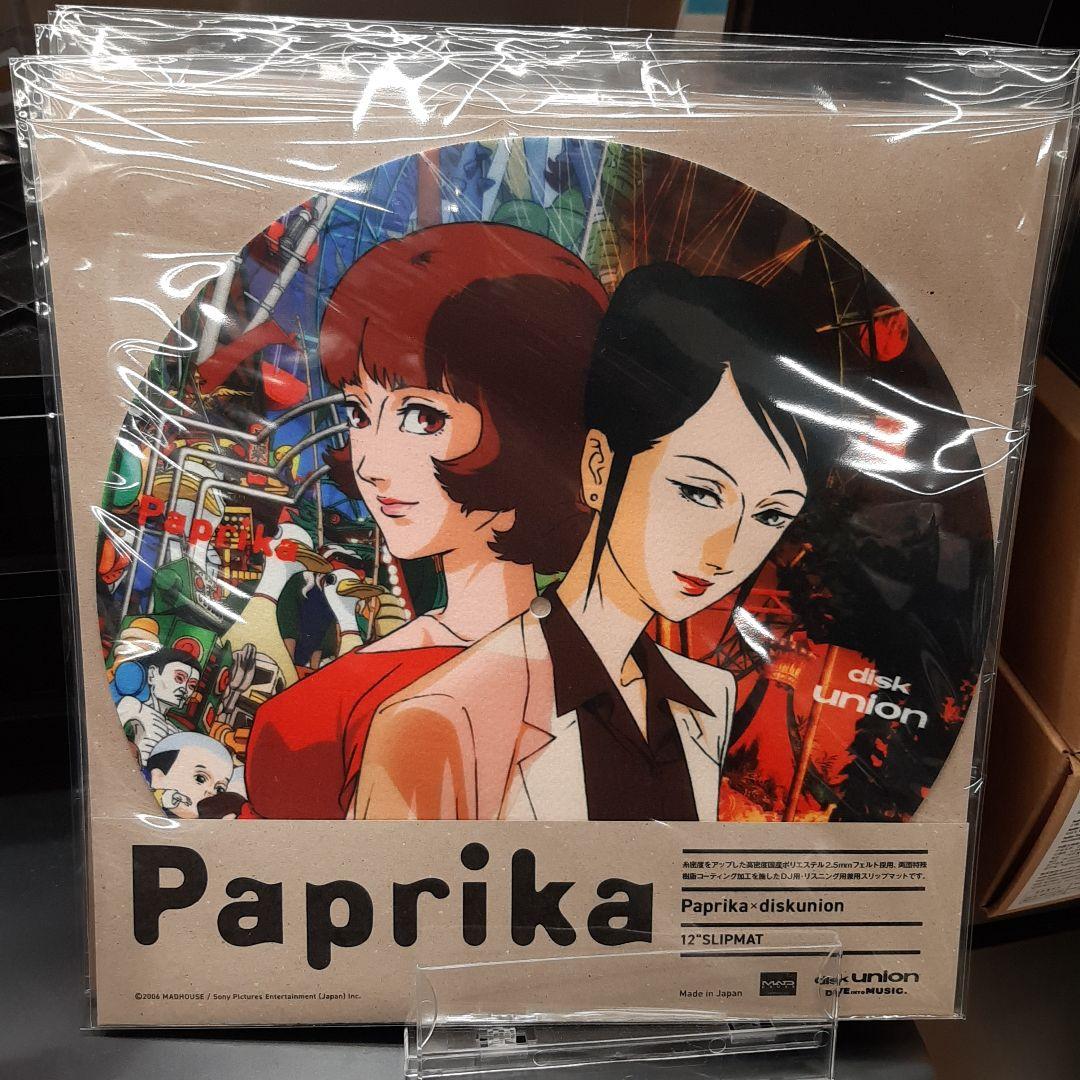 Paprika
disk
union
Paprika
糸密度をアップした高密度国産ポリエステル2.5mmフェルト採用、両面特殊
樹脂コーティング加工を施したDJ用・リスニング用兼用スリップマットです。
Paprika×diskunion
12"SLIPMAT
©2006 MADHOUSE / Sony Pictures Entertainment (Japan) Inc.
Made in Japan
MAD
disk union
DIVE INTO MUSIC.